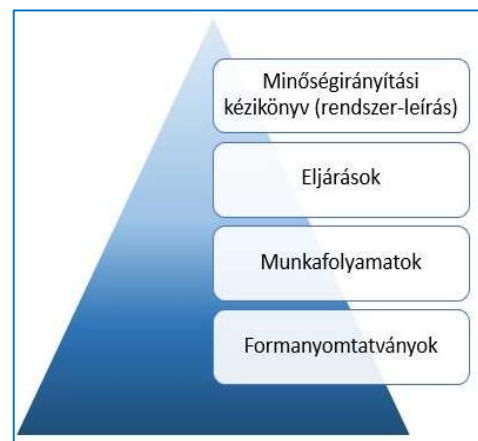 Minőségirányítási
kézikönyv (rendszer-leírás)
Eljárások
Munkafolyamatok
Formanyomtatványok